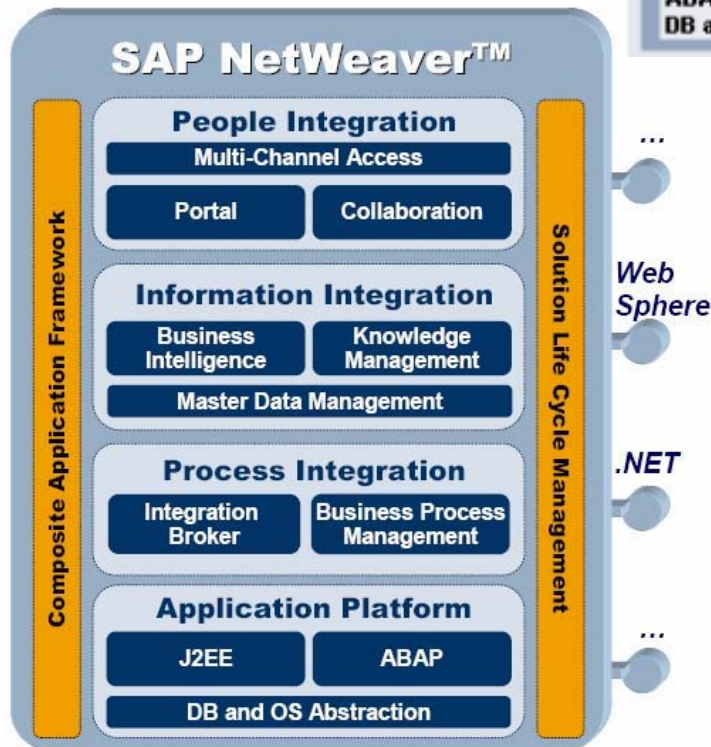 DB a
SAP NetWeaver™
People Integration
Multi-Channel Access
Portal
Collaboration
Information Integration
Business
Intelligence
Knowledge
Management
Master Data Management
Process Integration
Integration
Broker
Business Process
Management
Application Platform
J2EE
ABAP
DB and OS Abstraction
Composite Application Framework
Solution Life Cycle Management
...
Web
Sphere
.NET
...